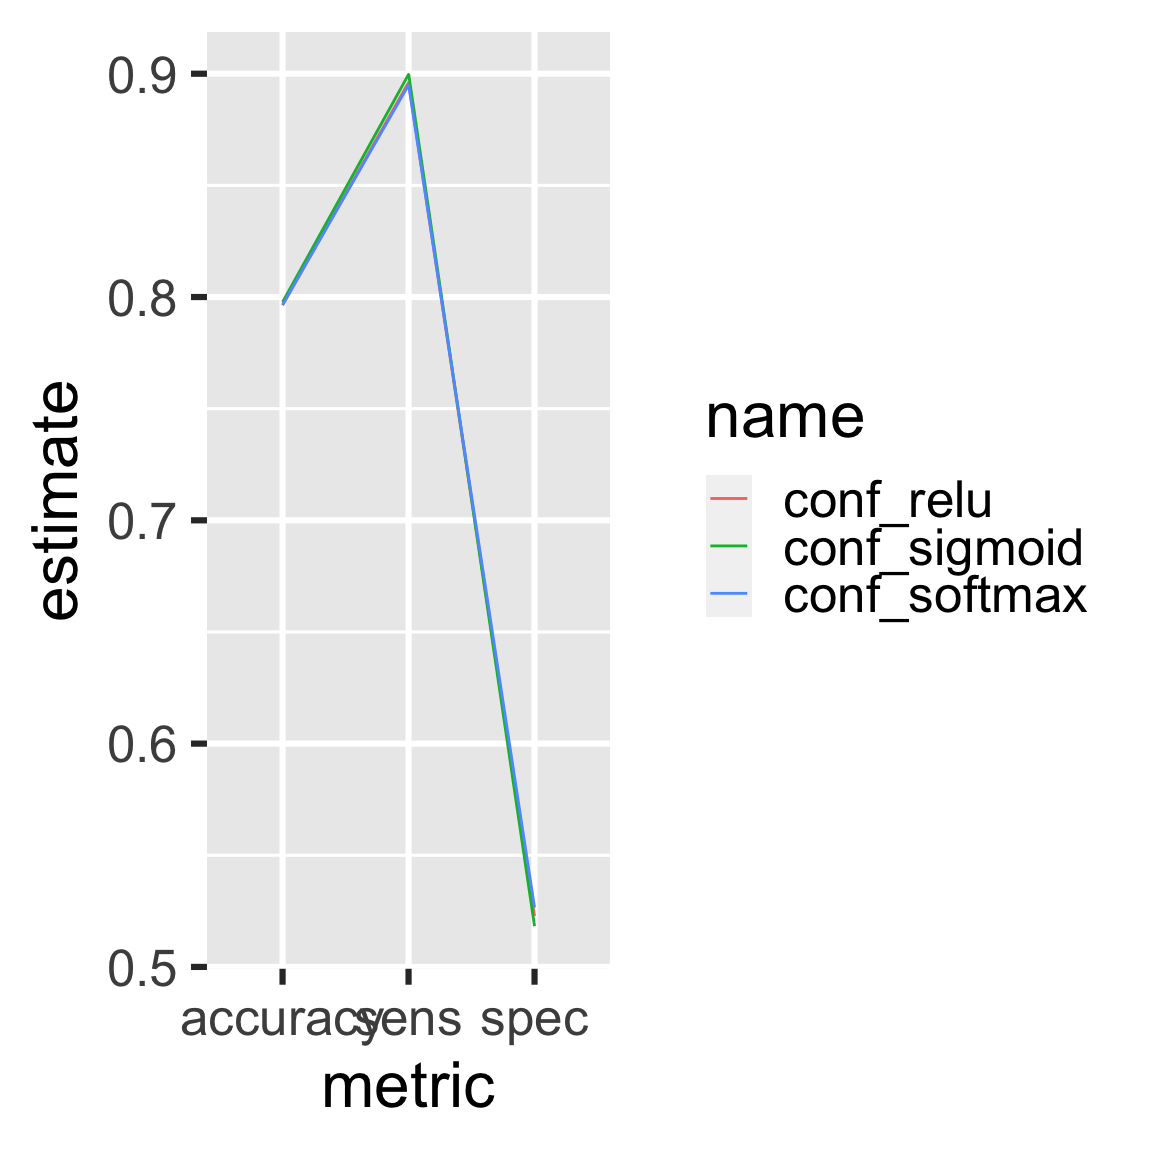 0.9
0.8
0.7
0.6
0.5
estimate
accuracy
sens
spec
metric
name
conf_relu
conf_sigmoid
conf_softmax